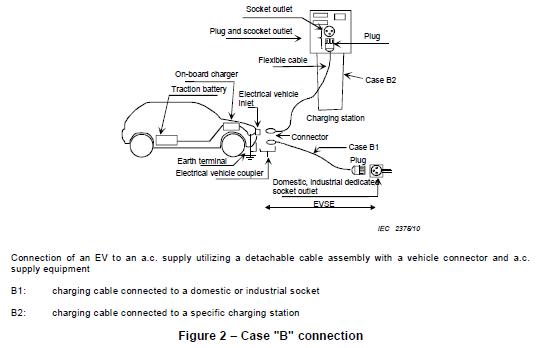 Socket outlet
Plug and scocket outlet
Plug
Flexible cable
On-board charger
Case B2
Traction battery
Electrical vehicle
inlet
Charging station
Connector
Case B1
Plug
Earth terminal
Electrical vehicle coupler
Domestic, industrial dedicated
socket outlet
EVSE
IEC 2376/10
Connection of an EV to an a.c. supply utilizing a detachable cable assembly with a vehicle connector and a.c.
supply equipment
B1: charging cable connected to a domestic or industrial socket
B2: charging cable connected to a specific charging station
Figure 2 – Case "B" connection